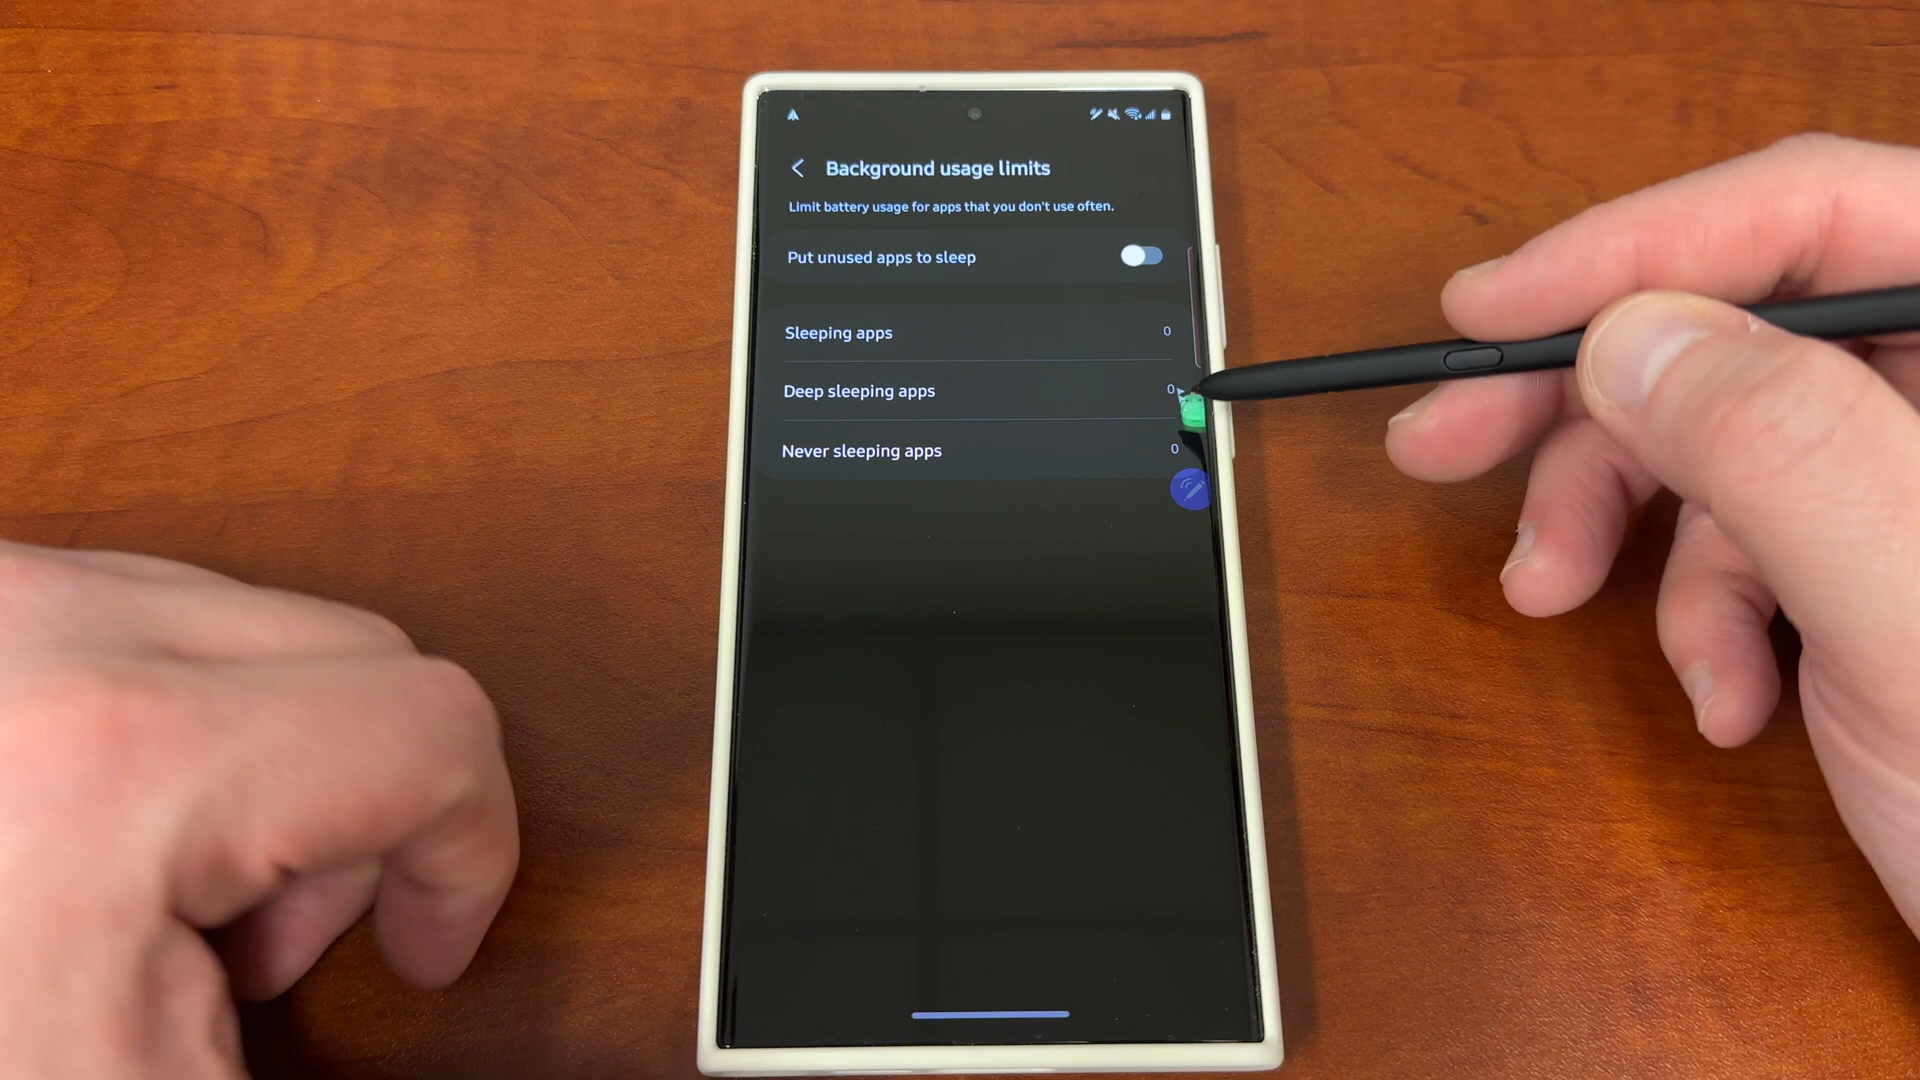 Background usage limits
Limit battery usage for apps that you don't use often.
Put unused apps to sleep
Sleeping apps 0
Deep sleeping apps 0
Never sleeping apps 0